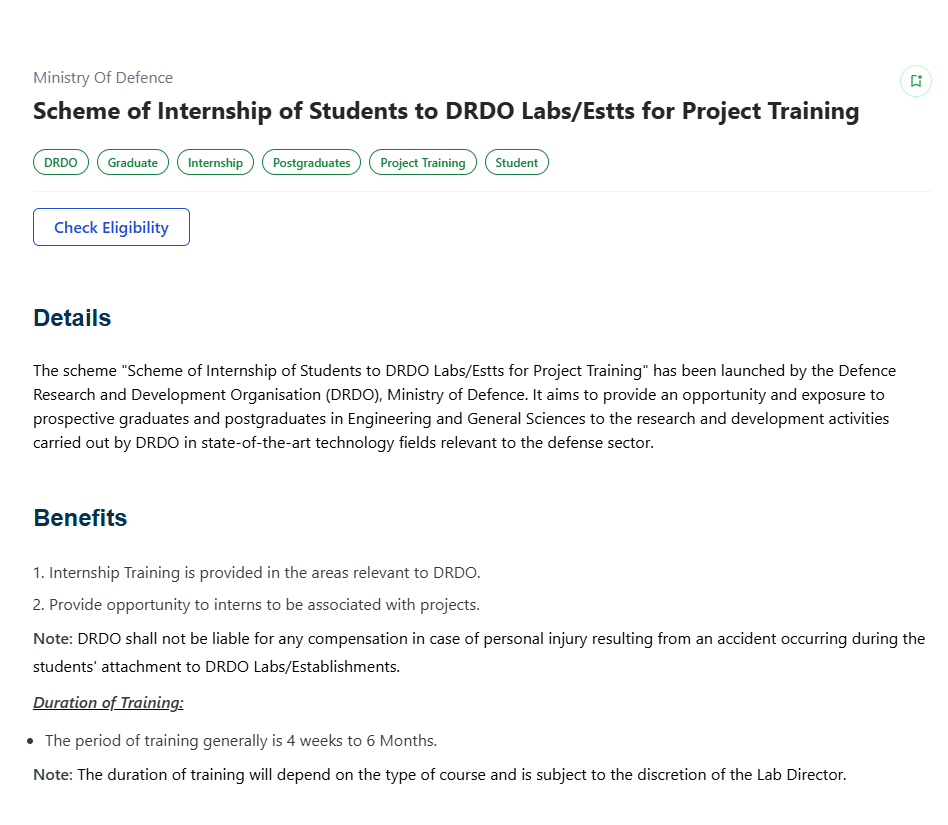 Ministry Of Defence
Scheme of Internship of Students to DRDO Labs/Estts for Project Training
DRDO
Graduate
Internship
Postgraduates
Project Training
Student
Check Eligibility
Details
The scheme "Scheme of Internship of Students to DRDO Labs/Estts for Project Training" has been launched by the Defence
Research and Development Organisation (DRDO), Ministry of Defence. It aims to provide an opportunity and exposure to
prospective graduates and postgraduates in Engineering and General Sciences to the research and development activities
carried out by DRDO in state-of-the-art technology fields relevant to the defense sector.
Benefits
1. Internship Training is provided in the areas relevant to DRDO.
2. Provide opportunity to interns to be associated with projects.
Note: DRDO shall not be liable for any compensation in case of personal injury resulting from an accident occurring during the
students' attachment to DRDO Labs/Establishments.
Duration of Training:
• The period of training generally is 4 weeks to 6 Months.
Note: The duration of training will depend on the type of course and is subject to the discretion of the Lab Director.